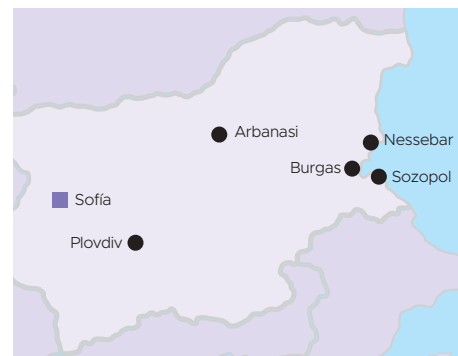 Arbanasi
Nessebar
Burgas
Sozopol
Sofía
Plovdiv